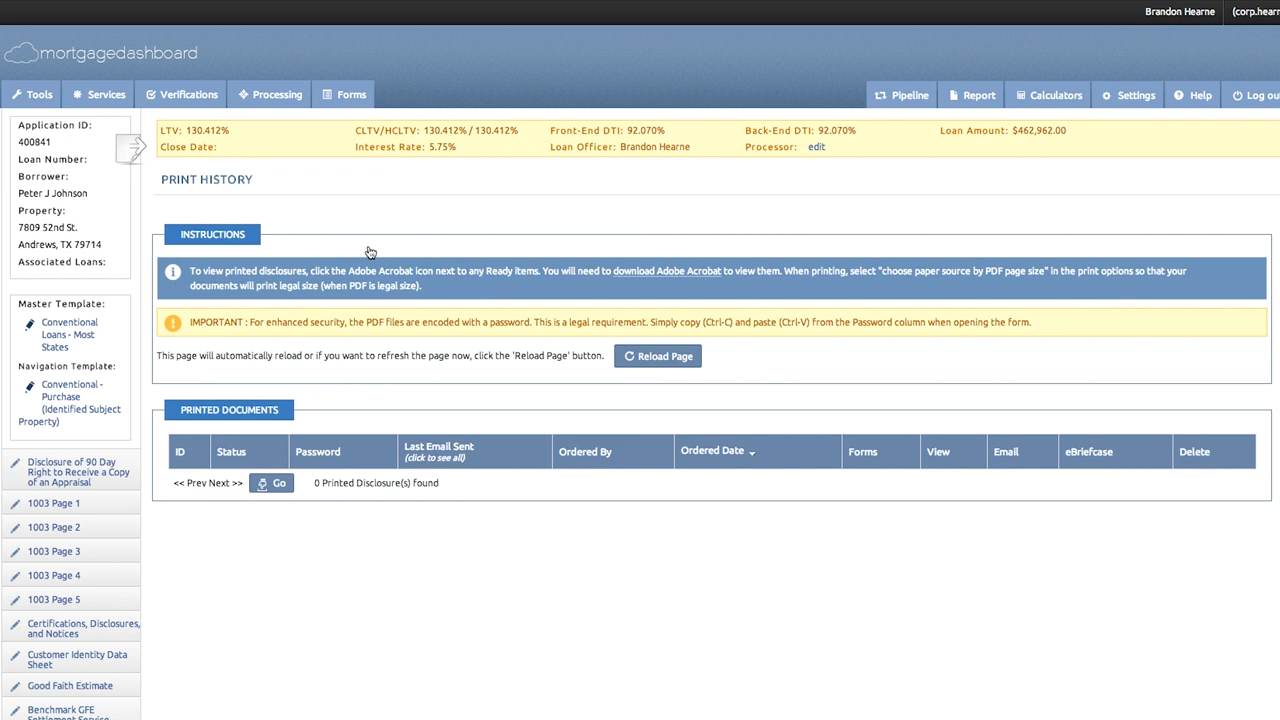 Brandon Hearne (corp.hearn
mortgagedashboard
Tools Services Verifications Processing Forms Pipeline Report Calculators Settings Help Log ou
Application ID:
400841
Loan Number:
Borrower:
Peter J Johnson
Property:
7809 52nd St.
Andrews, TX 79714
Associated Loans:
LTV: 130.412% CLTV/HCLTV: 130.412% / 130.412% Front-End DTI: 92.070% Back-End DTI: 92.070% Loan Amount: $462,962.00
Close Date: Interest Rate: 5.75% Loan Officer: Brandon Hearne Processor: edit
PRINT HISTORY
INSTRUCTIONS
To view printed disclosures, click the Adobe Acrobat icon next to any Ready items. You will need to download Adobe Acrobat to view them. When printing, select "choose paper source by PDF page size" in the print options so that your
documents will print legal size (when PDF is legal size).
IMPORTANT : For enhanced security, the PDF files are encoded with a password. This is a legal requirement. Simply copy (Ctrl-C) and paste (Ctrl-V) from the Password column when opening the form.
This page will automatically reload or if you want to refresh the page now, click the 'Reload Page' button. Reload Page
PRINTED DOCUMENTS
ID Status Password Last Email Sent (click to see all) Ordered By Ordered Date Forms View Email eBriefcase Delete
<< Prev Next >> Go 0 Printed Disclosure(s) found
Master Template:
Conventional
Loans - Most
States
Navigation Template:
Conventional -
Purchase
(Identified Subject
Property)
Disclosure of 90 Day
Right to Receive a Copy
of an Appraisal
1003 Page 1
1003 Page 2
1003 Page 3
1003 Page 4
1003 Page 5
Certifications, Disclosures,
and Notices
Customer Identity Data
Sheet
Good Faith Estimate
Benchmark GFE
Settlement Service